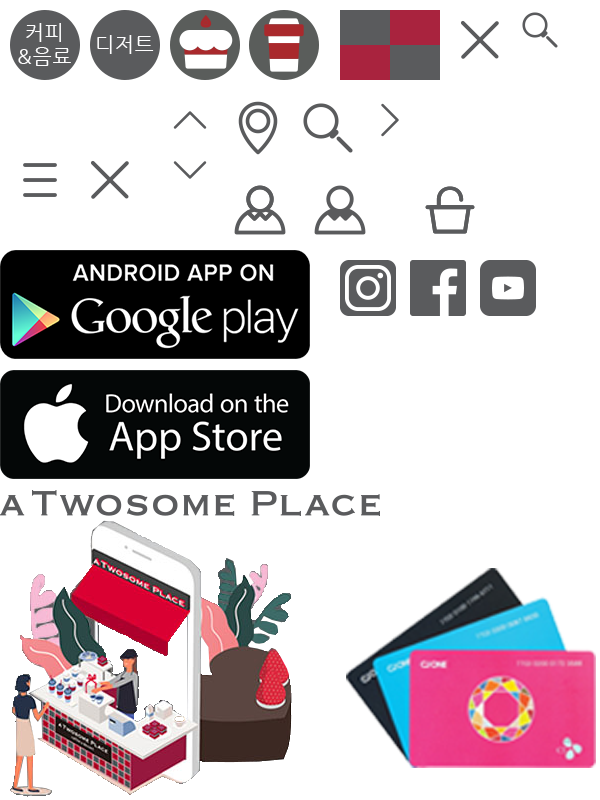 커피
&음료
디저트
ANDROID APP ON
Google play
Download on the
App Store
A TWOSOME PLACE
A TWOSOME PLACE
A TWOSOME PLACE
CJ ONE
CJ ONE